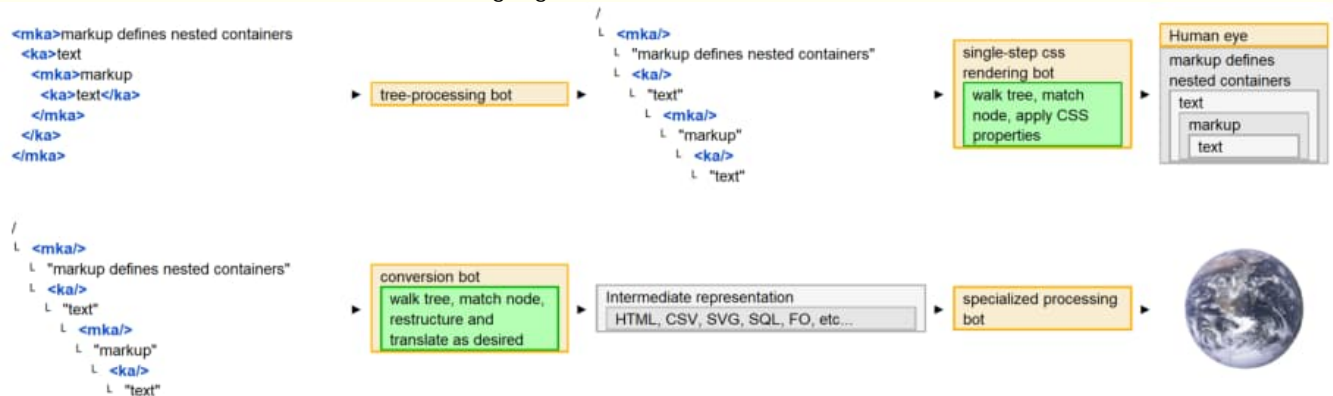 <mka>markup defines nested containers
<ka>text
<mka>markup
<ka>text</ka>
</mka>
</ka>
</mka>
tree-processing bot
/
└ <mka/>
└ "markup defines nested containers"
└ <ka/>
└ "text"
└ <mka/>
└ "markup"
└ <ka/>
└ "text"
single-step css
rendering bot
walk tree, match
node, apply CSS
properties
Human eye
markup defines
nested containers
text
markup
text
/
└ <mka/>
└ "markup defines nested containers"
└ <ka/>
└ "text"
└ <mka/>
└ "markup"
└ <ka/>
└ "text"
conversion bot
walk tree, match node,
restructure and
translate as desired
Intermediate representation
HTML, CSV, SVG, SQL, FO, etc...
specialized processing
bot